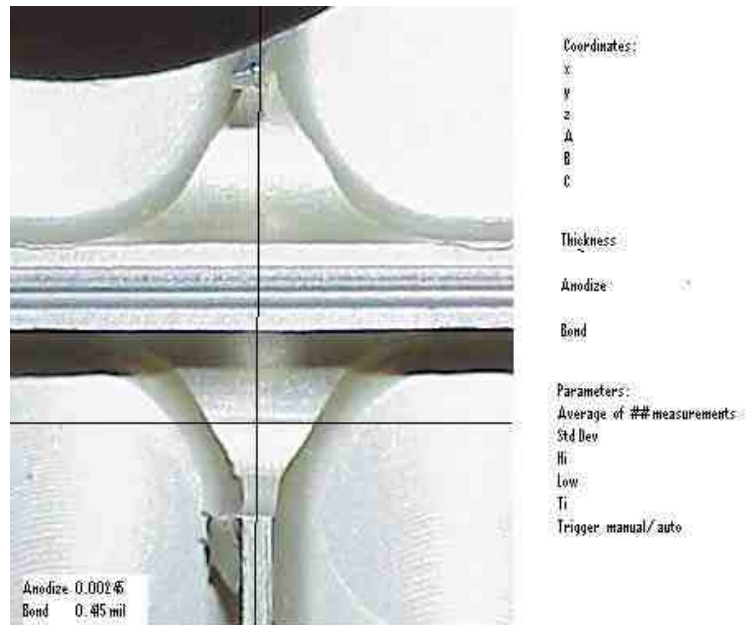 Coordinates:
x
y
z
A
B
C
Thickness
Anodize
Bond
Parameters:
Average of ## measurements
Std Dev
Hi
Low
Ti
Trigger manual/auto
Anodize 0.00245
Bond 0.415 mil